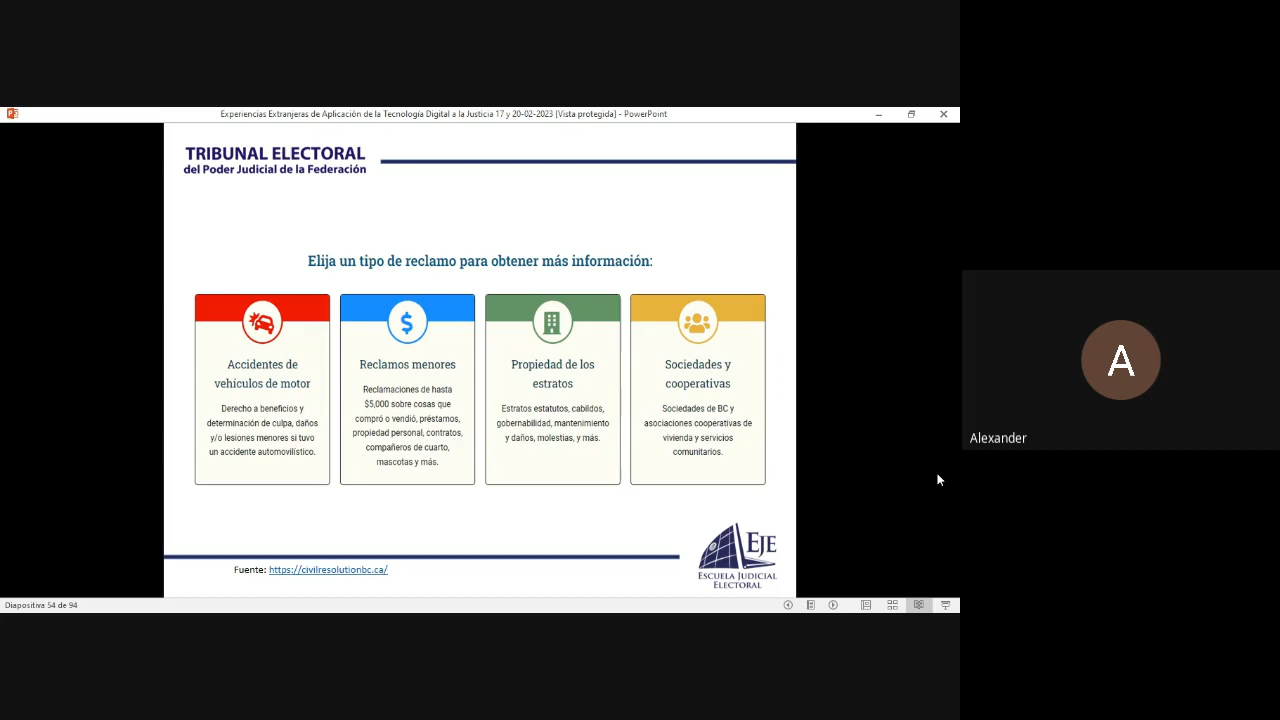 Experiencias Extranjeras de Aplicación de la Tecnología Digital a la Justicia 17 y 20-02-2023 [Vista protegida] - PowerPoint
TRIBUNAL ELECTORAL
del Poder Judicial de la Federación
Elija un tipo de reclamo para obtener más información:
Accidentes de
vehículos de motor
Derecho a beneficios y
determinación de culpa, daños
y/o lesiones menores si tuvo
un accidente automovilístico.
$
Reclamos menores
Reclamaciones de hasta
$5,000 sobre cosas que
compró o vendió, préstamos,
propiedad personal, contratos,
compañeros de cuarto,
mascotas y más.
Propiedad de los
estratos
Estratos estatutos, cabildos,
gobernabilidad, mantenimiento
y daños, molestias, y más.
Sociedades y
cooperativas
Sociedades de BC y
asociaciones cooperativas de
vivienda y servicios
comunitarios.
Fuente: https://civilresolutionbc.ca/
EJE
ESCUELA JUDICIAL
ELECTORAL
Diapositiva 54 de 94
A
Alexander